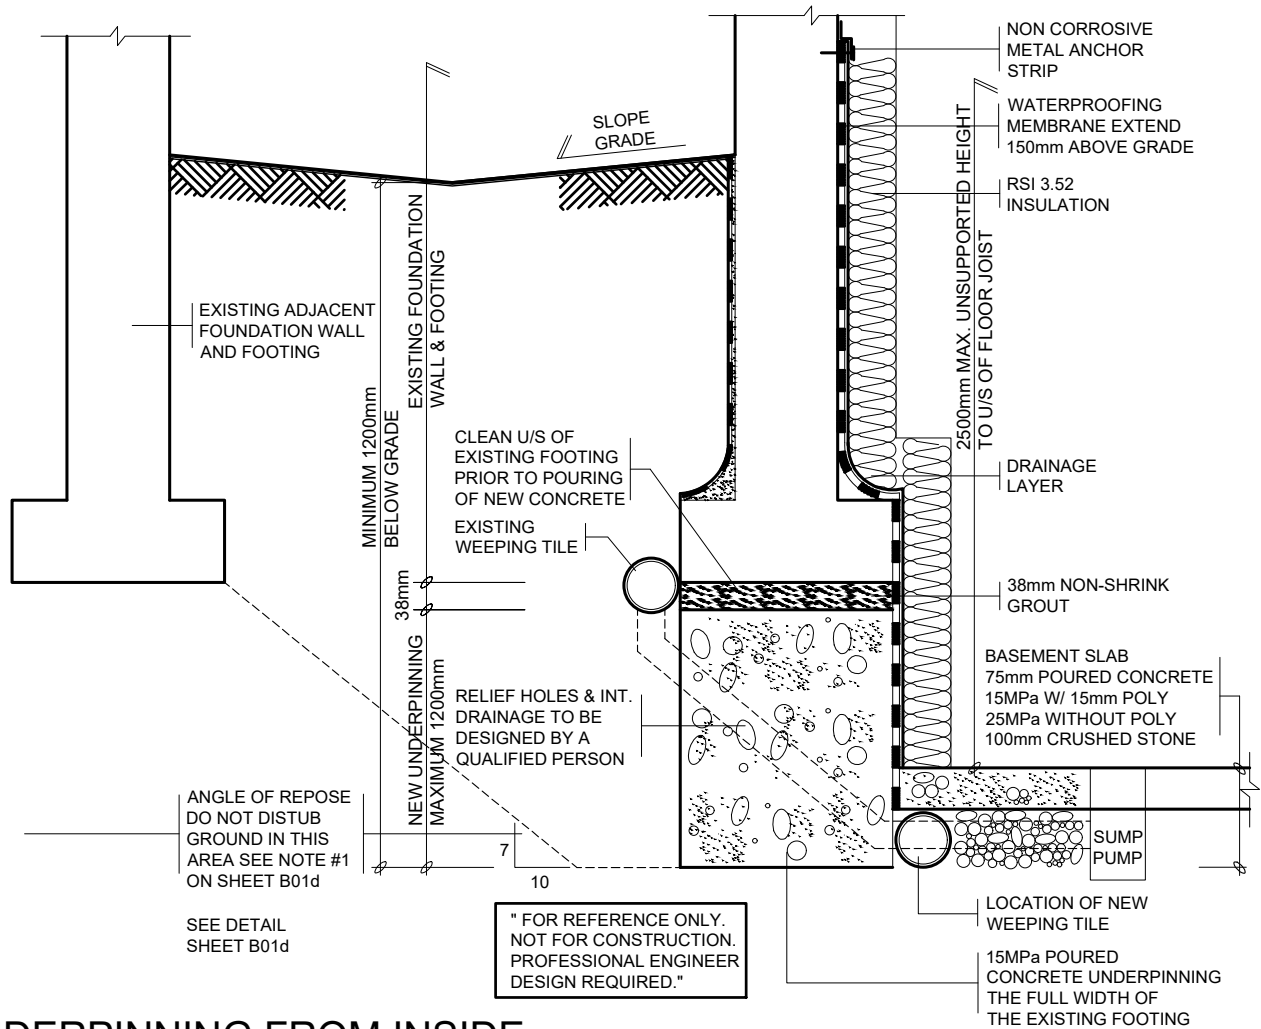 NON CORROSIVE
METAL ANCHOR
STRIP
WATERPROOFING
MEMBRANE EXTEND
150mm ABOVE GRADE
RSI 3.52
INSULATION
SLOPE
GRADE
2500mm MAX. UNSUPPORTED HEIGHT
TO U/S OF FLOOR JOIST
EXISTING FOUNDATION
WALL & FOOTING
EXISTING ADJACENT
FOUNDATION WALL
AND FOOTING
MINIMUM 1200mm
BELOW GRADE
CLEAN U/S OF
EXISTING FOOTING
PRIOR TO POURING
OF NEW CONCRETE
DRAINAGE
LAYER
EXISTING
WEEPING TILE
38mm
38mm NON-SHRINK
GROUT
NEW UNDERPINNING
MAXIMUM 1200mm
RELIEF HOLES & INT.
DRAINAGE TO BE
DESIGNED BY A
QUALIFIED PERSON
BASEMENT SLAB
75mm POURED CONCRETE
15MPa W/ 15mm POLY
25MPa WITHOUT POLY
100mm CRUSHED STONE
ANGLE OF REPOSE
DO NOT DISTUB
GROUND IN THIS
AREA SEE NOTE #1
ON SHEET B01d
SEE DETAIL
SHEET B01d
7
10
SUMP
PUMP
LOCATION OF NEW
WEEPING TILE
" FOR REFERENCE ONLY.
NOT FOR CONSTRUCTION.
PROFESSIONAL ENGINEER
DESIGN REQUIRED."
15MPa POURED
CONCRETE UNDERPINNING
THE FULL WIDTH OF
THE EXISTING FOOTING
FROM INSIDE